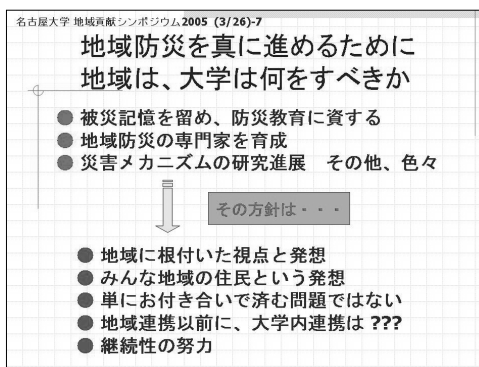 名古屋大学 地域貢献シンポジウム2005 (3/26)-7
地域防災を真に進めるために
地域は、大学は何をすべきか
● 被災記憶を留め、防災教育に資する
● 地域防災の専門家を育成
● 災害メカニズムの研究進展　その他、色々
その方針は・・・
● 地域に根付いた視点と発想
● みんな地域の住民という発想
● 単にお付き合いで済む問題ではない
● 地域連携以前に、大学内連携は ???
● 継続性の努力